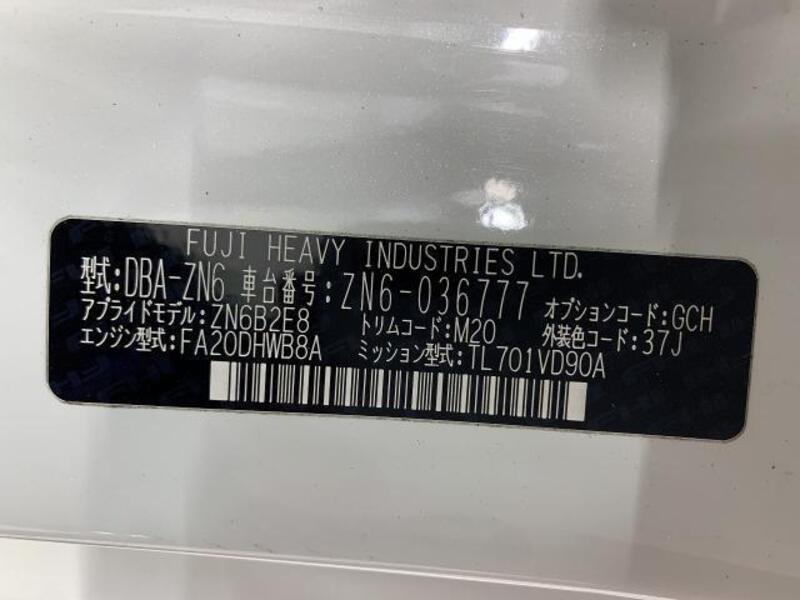 FUJI HEAVY INDUSTRIES LTD.
型式:DBA-ZN6 車台番号:ZN6-036777
アプライドモデル:ZN6B2E8 トリムコード:M20 オプションコード:GCH
エンジン型式:FA20DHWB8A ミッション型式:TL701VD90A 外装色コード:37J